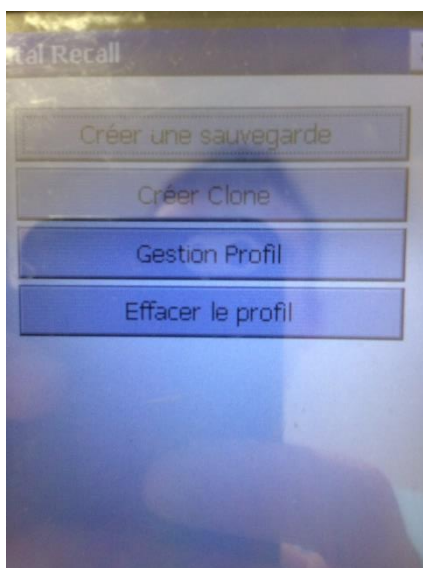 tal Recall
Créer une sauvegarde
Créer Clone
Gestion Profil
Effacer le profil